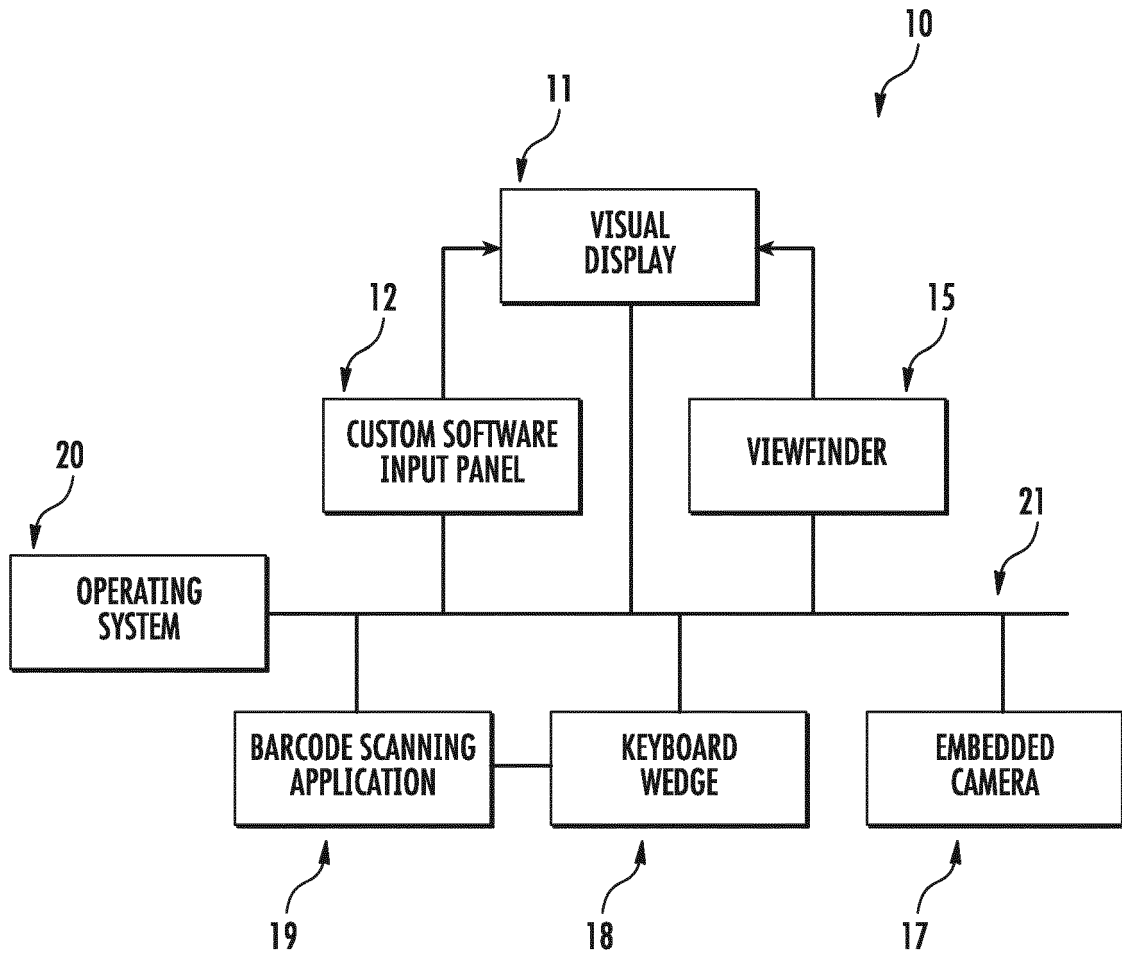 10
11
VISUAL
DISPLAY
12
15
CUSTOM SOFTWARE
INPUT PANEL
VIEWFINDER
20
21
OPERATING
SYSTEM
BARCODE SCANNING
APPLICATION
KEYBOARD
WEDGE
EMBEDDED
CAMERA
19
18
17